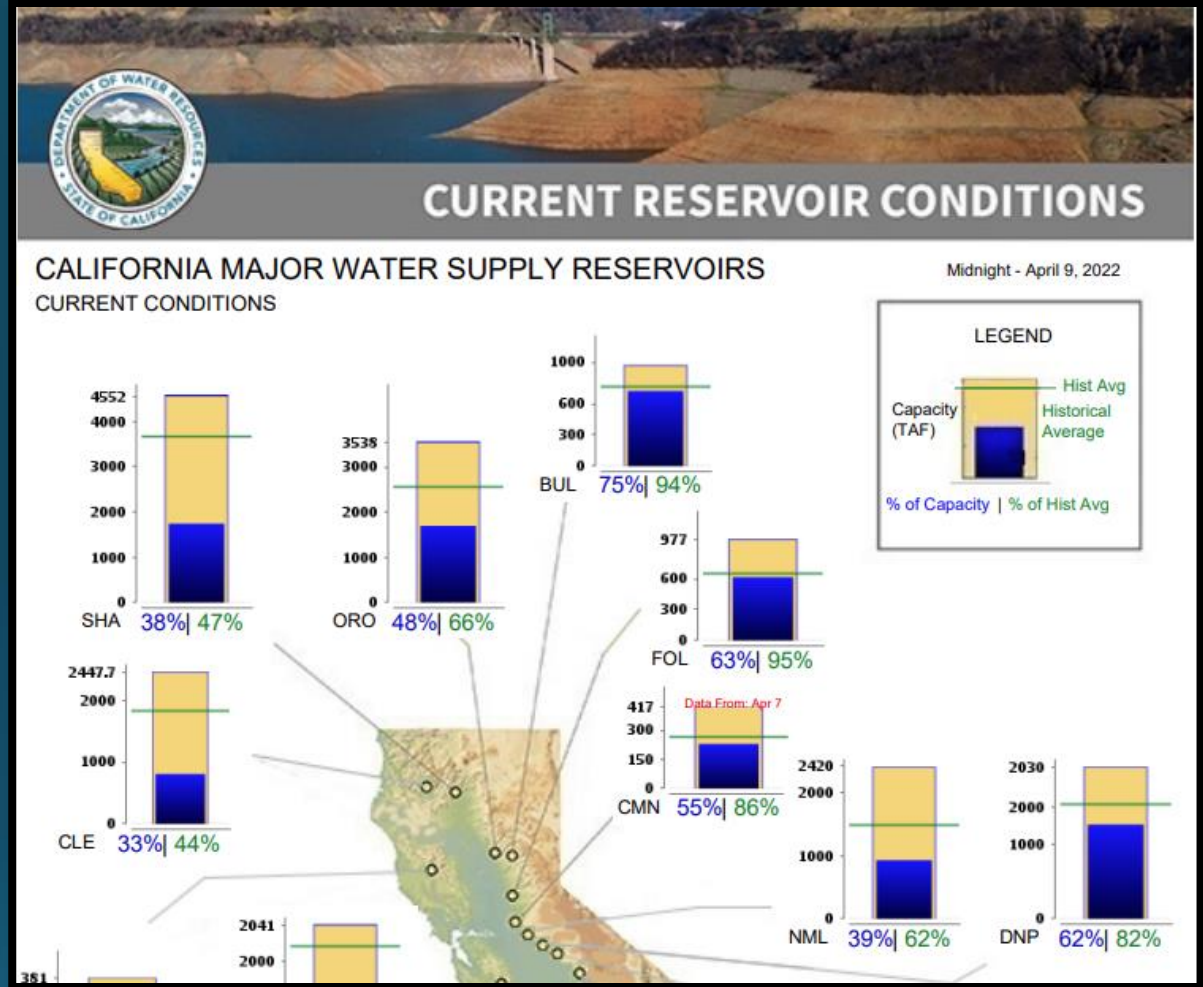 DEPARTMENT OF WATER RESOURCES
STATE OF CALIFORNIA
CURRENT RESERVOIR CONDITIONS
CALIFORNIA MAJOR WATER SUPPLY RESERVOIRS
Midnight - April 9, 2022
CURRENT CONDITIONS
LEGEND
Hist Avg
Capacity
(TAF)
Historical
Average
% of Capacity | % of Hist Avg
4552
4000
3000
2000
1000
0
SHA 38%| 47%
3538
3000
2000
1000
0
ORO 48%| 66%
1000
600
300
0
BUL 75%| 94%
977
600
300
0
FOL 63%| 95%
2447.7
2000
1000
0
CLE 33%| 44%
Data From: Apr 7
417
300
150
0
CMN 55%| 86%
2420
2000
1000
0
NML 39%| 62%
2030
2000
1000
0
DNP 62%| 82%
2041
2000
381